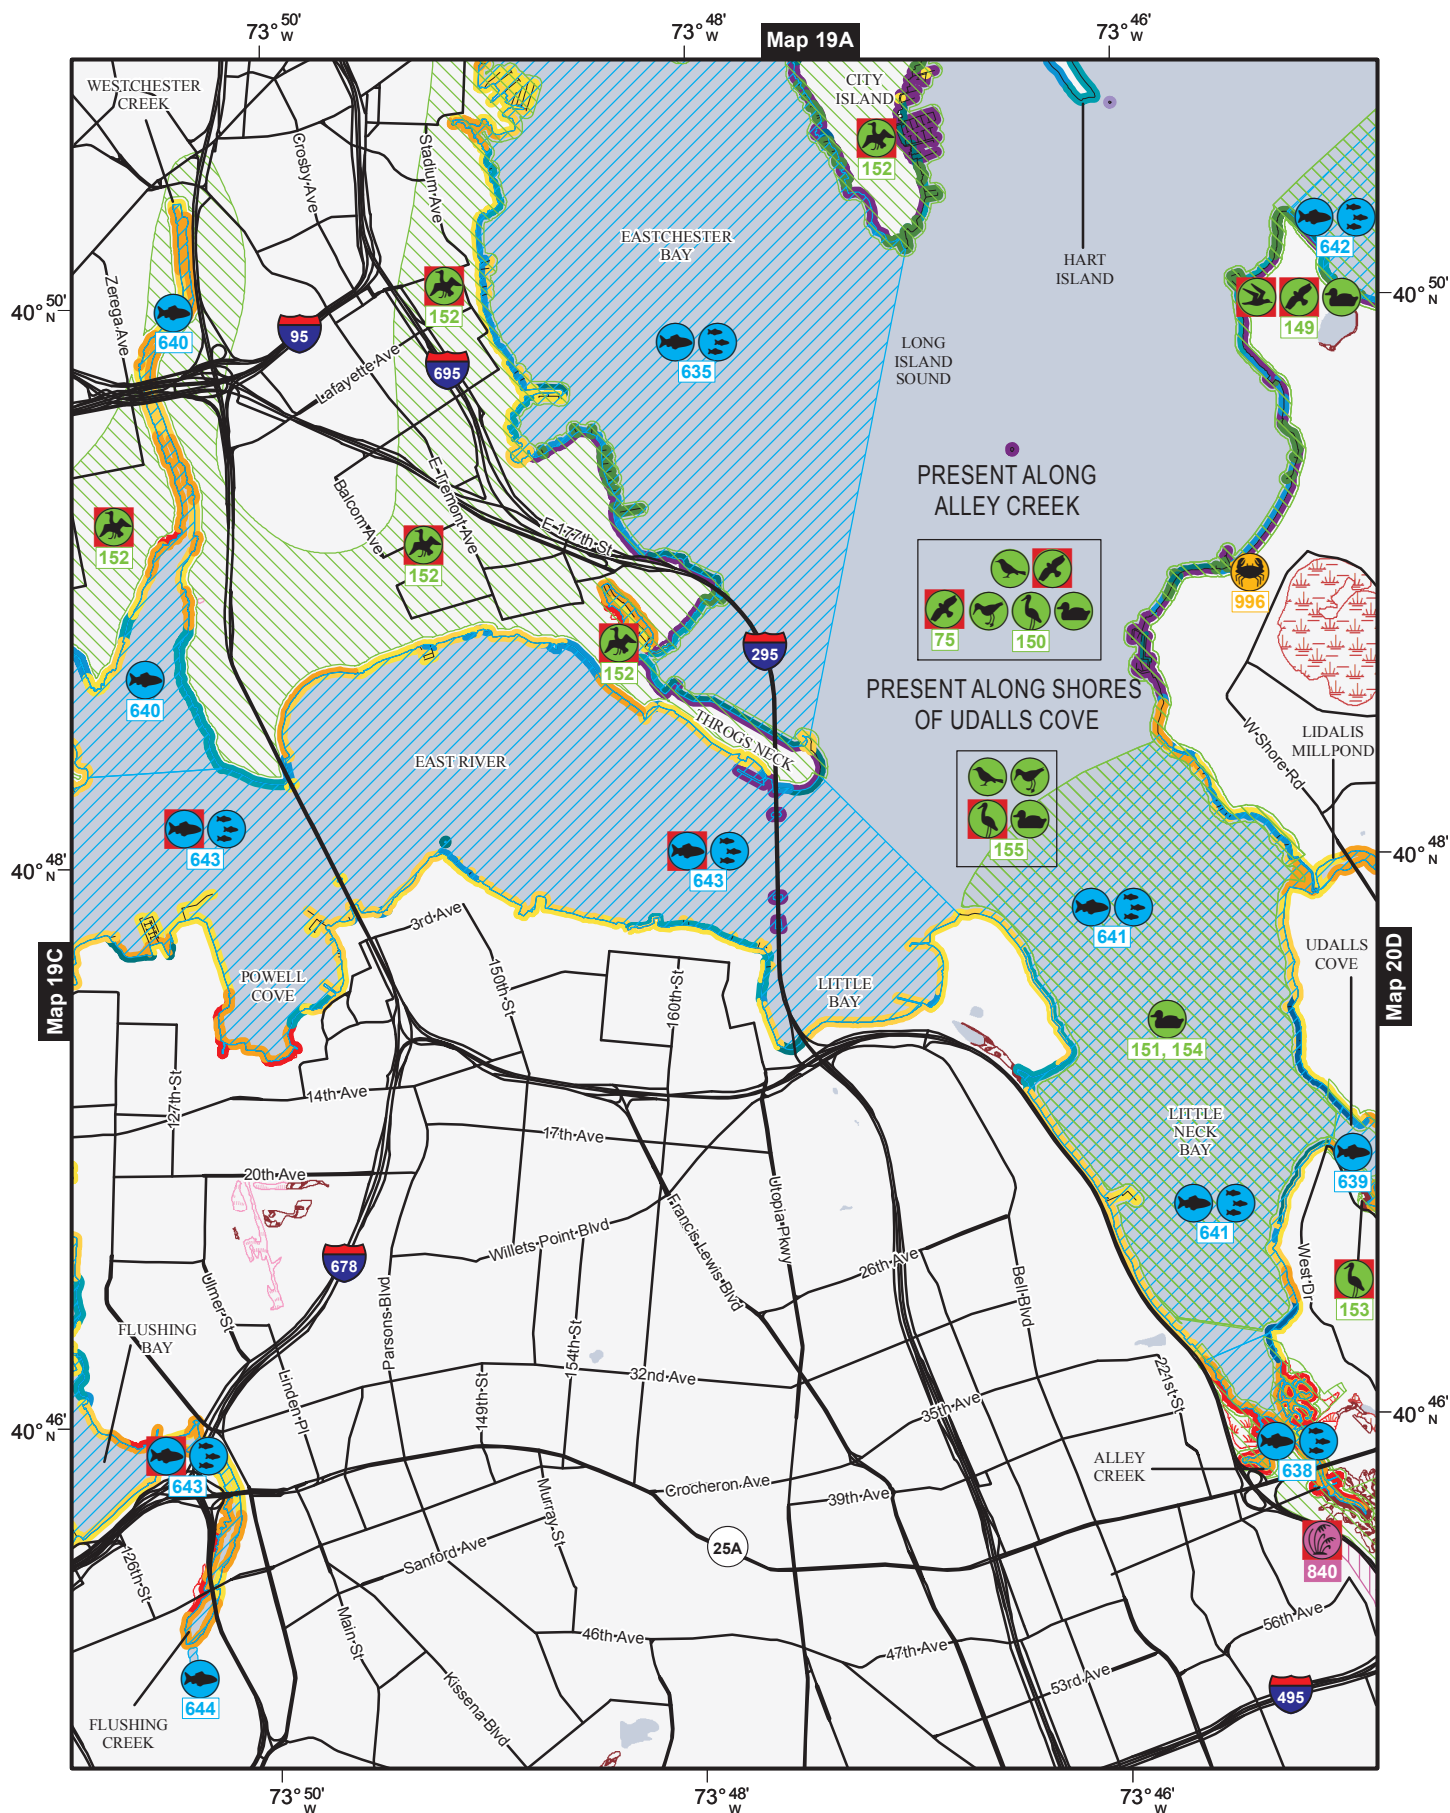 73° 50' W
73° 48' W
73° 46' W
Map 19A
WESTCHESTER
CREEK
CITY
ISLAND
152
Crosby Ave
Stadium Ave
EASTCHESTER
BAY
HART
ISLAND
642
149
40° 50' N
40° 50' N
Zerega Ave
640
95
152
Lafayette Ave
695
635
LONG
ISLAND
SOUND
PRESENT ALONG
ALLEY CREEK
75
150
E Tremont Ave
Balcom Ave
E 177th St
152
152
152
996
295
640
PRESENT ALONG SHORES
OF UDALLS COVE
155
THROGS NECK
EAST RIVER
W Shore Rd
LIDALIS
MILLPOND
643
643
40° 48' N
40° 48' N
641
Map 19C
Map 20D
3rd Ave
150th St
160th St
POWELL
COVE
LITTLE
BAY
UDALLS
COVE
151, 154
127th St
14th Ave
17th Ave
20th Ave
LITTLE
NECK
BAY
639
641
Francis Lewis Blvd
Utopia Pkwy
Willets Point Blvd
26th Ave
Bell Blvd
West Dr
153
678
Ulmer St
Parsons Blvd
FLUSHING
BAY
154th St
32nd Ave
Linden Pl
149th St
35th Ave
221st St
40° 46' N
40° 46' N
643
Crocheron Ave
39th Ave
ALLEY
CREEK
638
Murray St
Sanford Ave
25A
126th St
840
Main St
46th Ave
47th Ave
56th Ave
53rd Ave
Kissena Blvd
644
495
FLUSHING
CREEK
73° 50' W
73° 48' W
73° 46' W